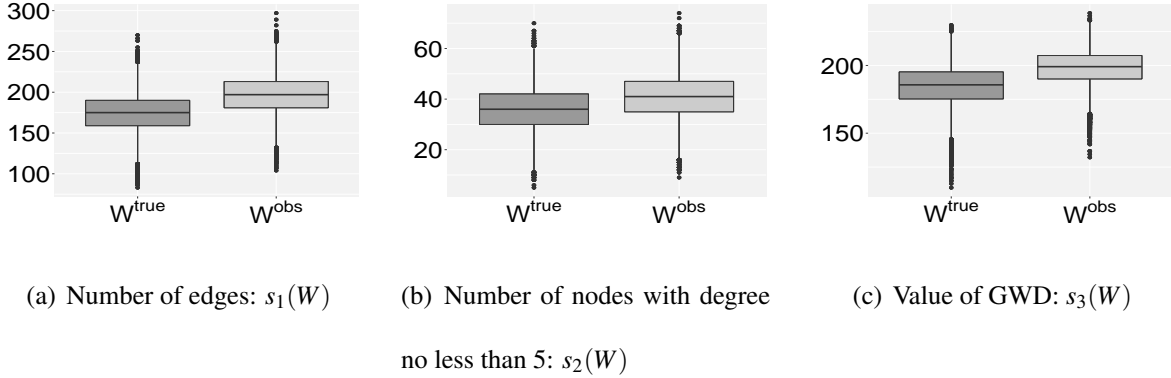 300
250
200
150
100
W^true W^obs
60
40
20
W^true W^obs
200
150
W^true W^obs
(a) Number of edges: s₁(W)
(b) Number of nodes with degree
no less than 5: s₂(W)
(c) Value of GWD: s₃(W)